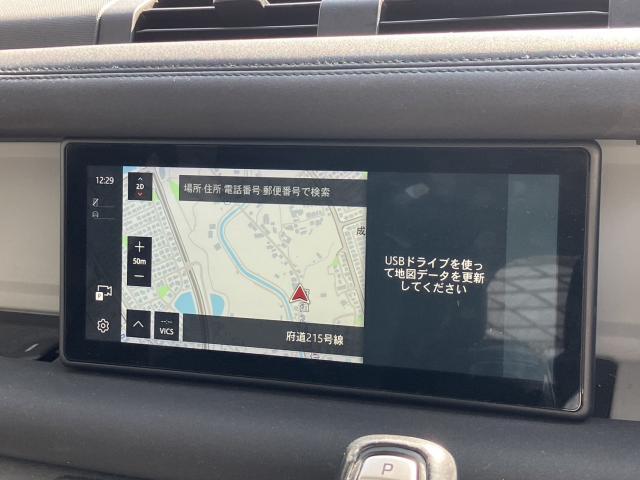 12:29
2D
場所·住所·電話番号·郵便番号で検索
成
+
50m
−
USBドライブを使っ
て地図データを更新
してください
P
--:--
VICS
府道215号線
P